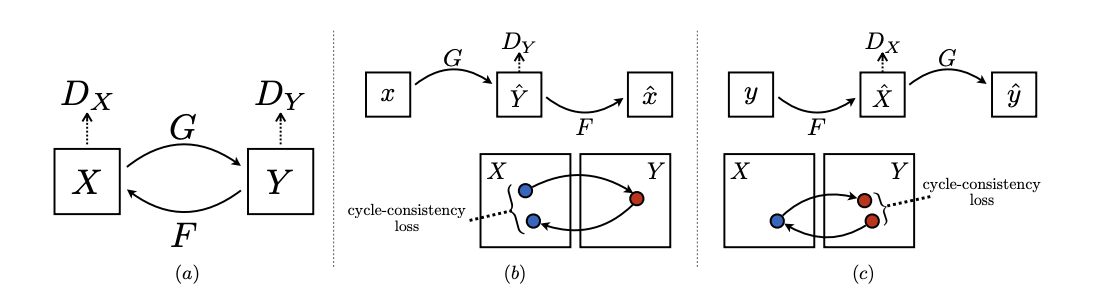 D_X
D_Y
G
X
Y
F
(a)
D_Y
G
x
Ŷ
x̂
F
X
Y
cycle-consistency
loss
(b)
D_X
G
y
X̂
ŷ
F
X
Y
cycle-consistency
loss
(c)